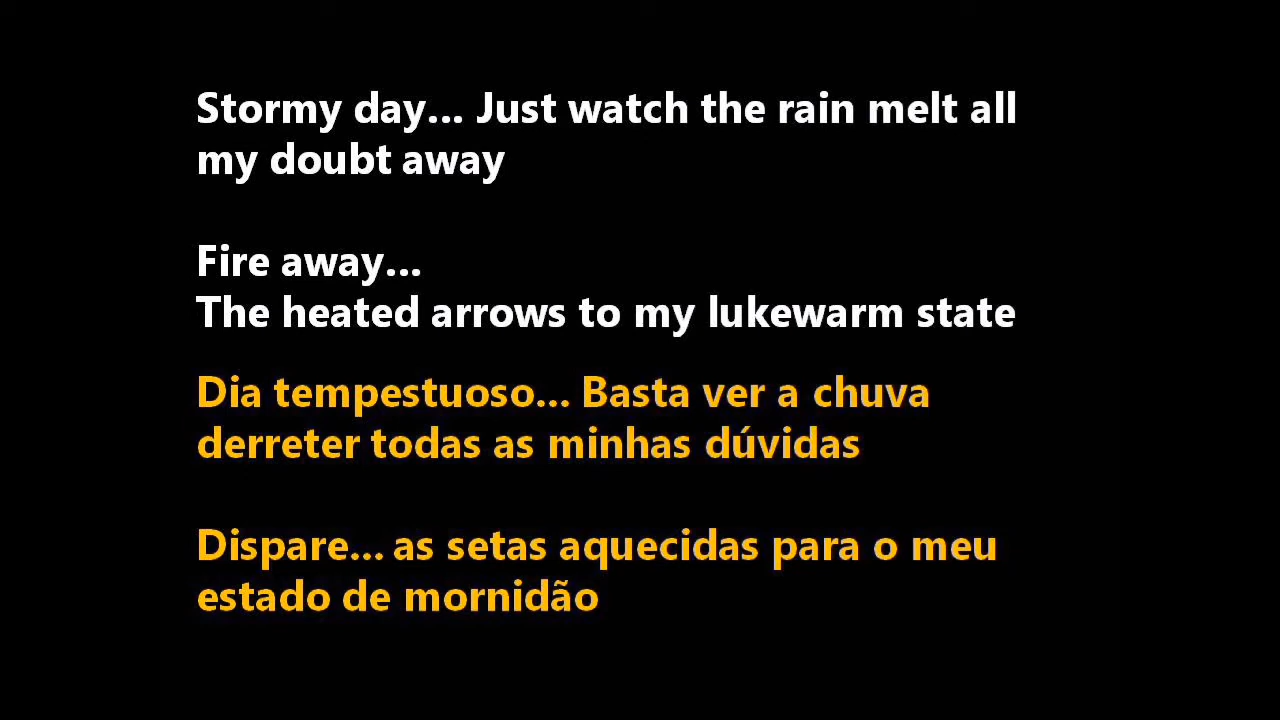 Stormy day... Just watch the rain melt all
my doubt away
Fire away...
The heated arrows to my lukewarm state
Dia tempestuoso... Basta ver a chuva
derreter todas as minhas dúvidas
Dispare... as setas aquecidas para o meu
estado de mornidão